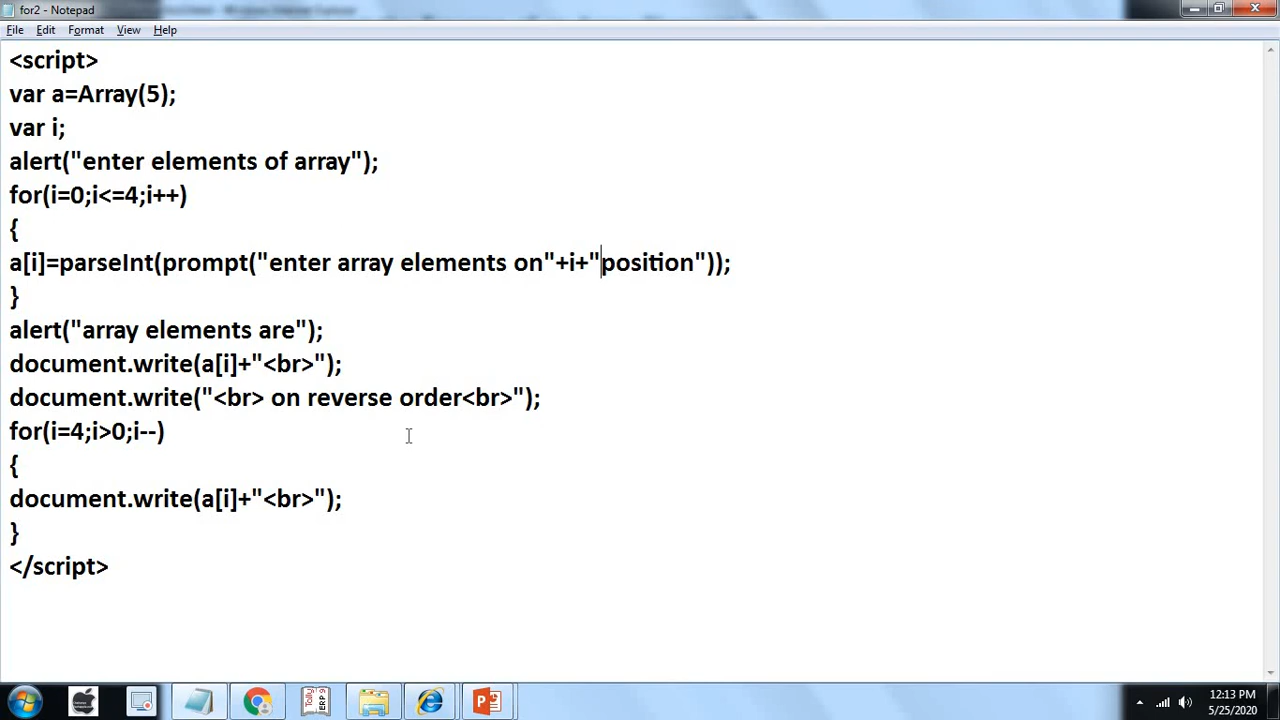 for2 - Notepad
File Edit Format View Help
<script>
var a=Array(5);
var i;
alert("enter elements of array");
for(i=0;i<=4;i++)
{
a[i]=parseInt(prompt("enter array elements on"+i+"position"));
}
alert("array elements are");
document.write(a[i]+"<br>");
document.write("<br> on reverse order<br>");
for(i=4;i>0;i--)
{
document.write(a[i]+"<br>");
}
</script>
12:13 PM
5/25/2020